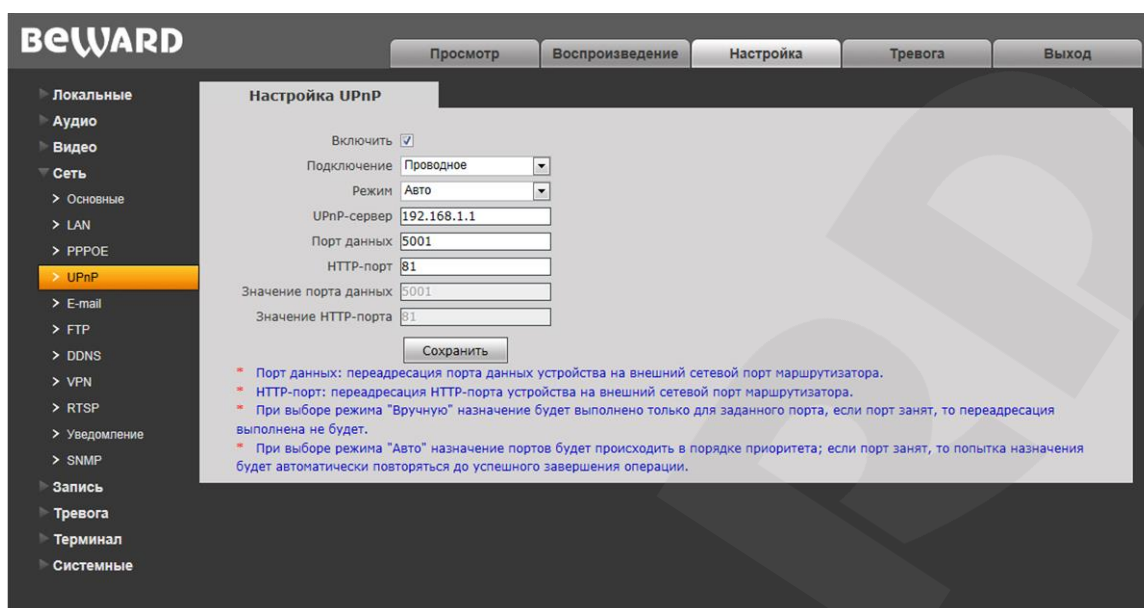 BEWARD
Просмотр
Воспроизведение
Настройка
Тревога
Выход
Локальные
Аудио
Видео
Сеть
Основные
LAN
PPPOE
UPnP
E-mail
FTP
DDNS
VPN
RTSP
Уведомление
SNMP
Запись
Тревога
Терминал
Системные
Настройка UPnP
Включить
Подключение Проводное
Режим Авто
UPnP-сервер 192.168.1.1
Порт данных 5001
HTTP-порт 81
Значение порта данных 5001
Значение HTTP-порта 81
Сохранить
* Порт данных: переадресация порта данных устройства на внешний сетевой порт маршрутизатора.
* HTTP-порт: переадресация HTTP-порта устройства на внешний сетевой порт маршрутизатора.
* При выборе режима "Вручную" назначение будет выполнено только для заданного порта, если порт занят, то переадресация
выполнена не будет.
* При выборе режима "Авто" назначение портов будет происходить в порядке приоритета; если порт занят, то попытка назначения
будет автоматически повторяться до успешного завершения операции.